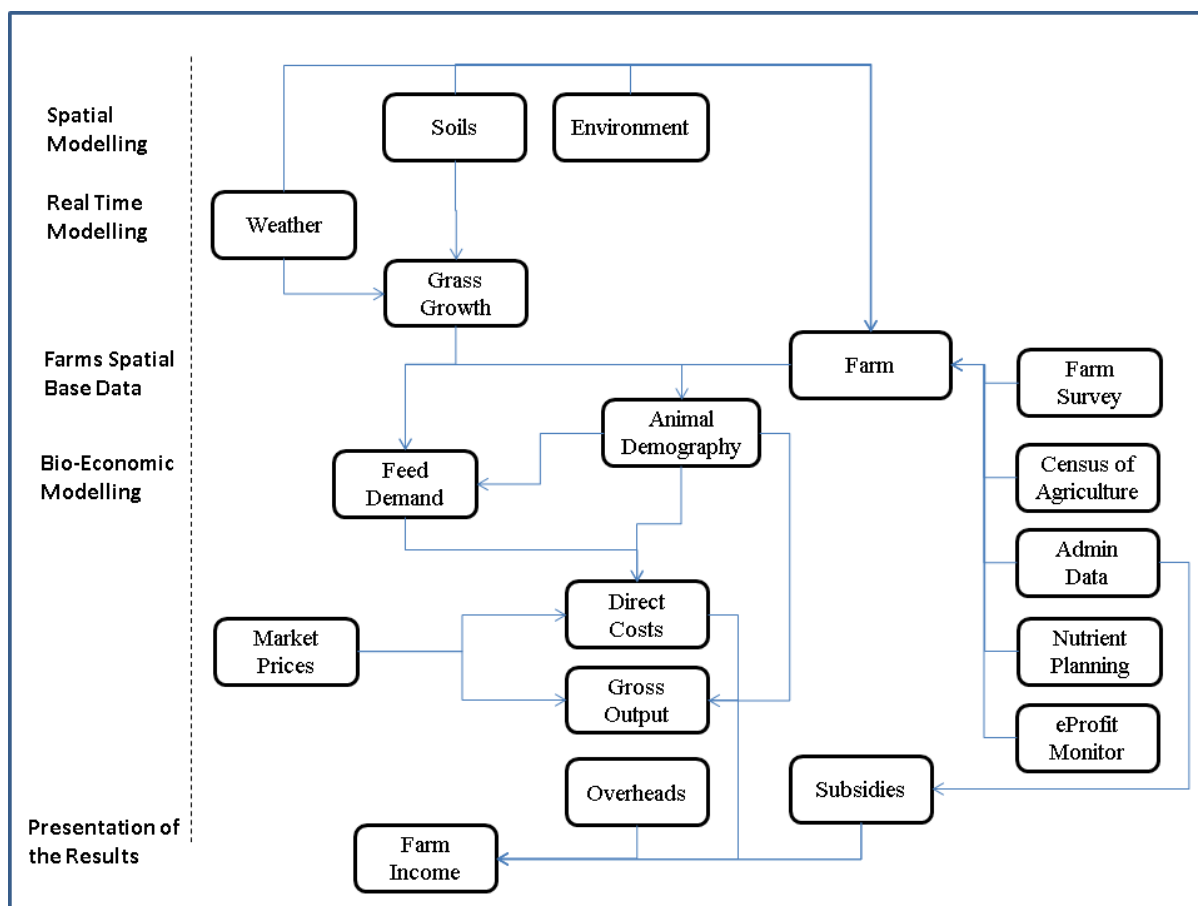 Spatial
Modelling
Soils
Environment
Real Time
Modelling
Weather
Grass
Growth
Farms Spatial
Base Data
Farm
Farm
Survey
Animal
Demography
Bio-Economic
Modelling
Feed
Demand
Census of
Agriculture
Admin
Data
Direct
Costs
Market
Prices
Nutrient
Planning
Gross
Output
eProfit
Monitor
Overheads
Subsidies
Presentation of
the Results
Farm
Income